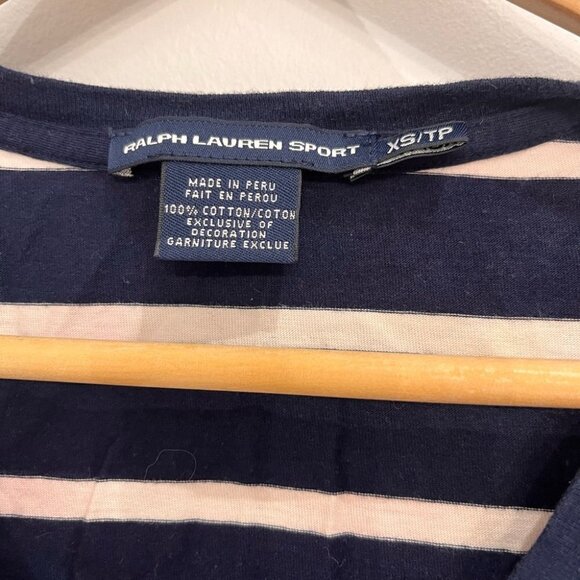 RALPH LAUREN SPORT
XS/TP
MADE IN PERU
FAIT EN PEROU
100% COTTON/COTON
EXCLUSIVE OF
DECORATION
GARNITURE EXCLUE